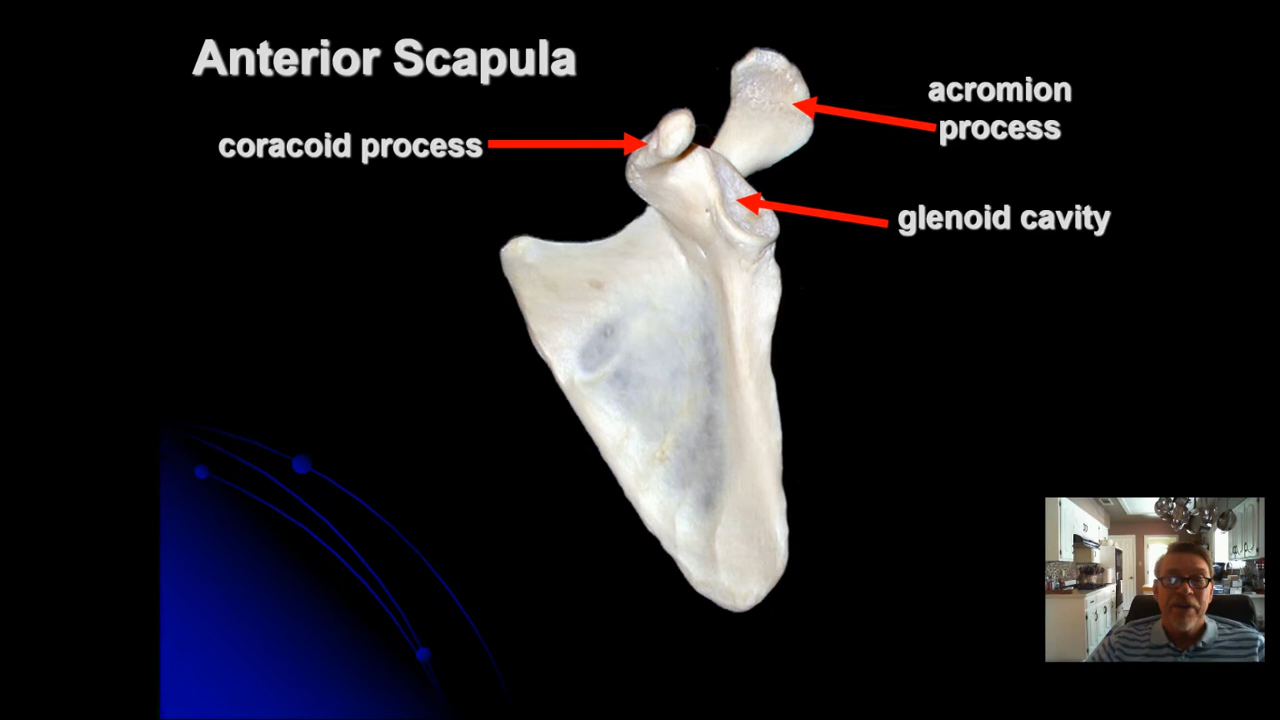 Anterior Scapula
acromion
process
coracoid process
glenoid cavity